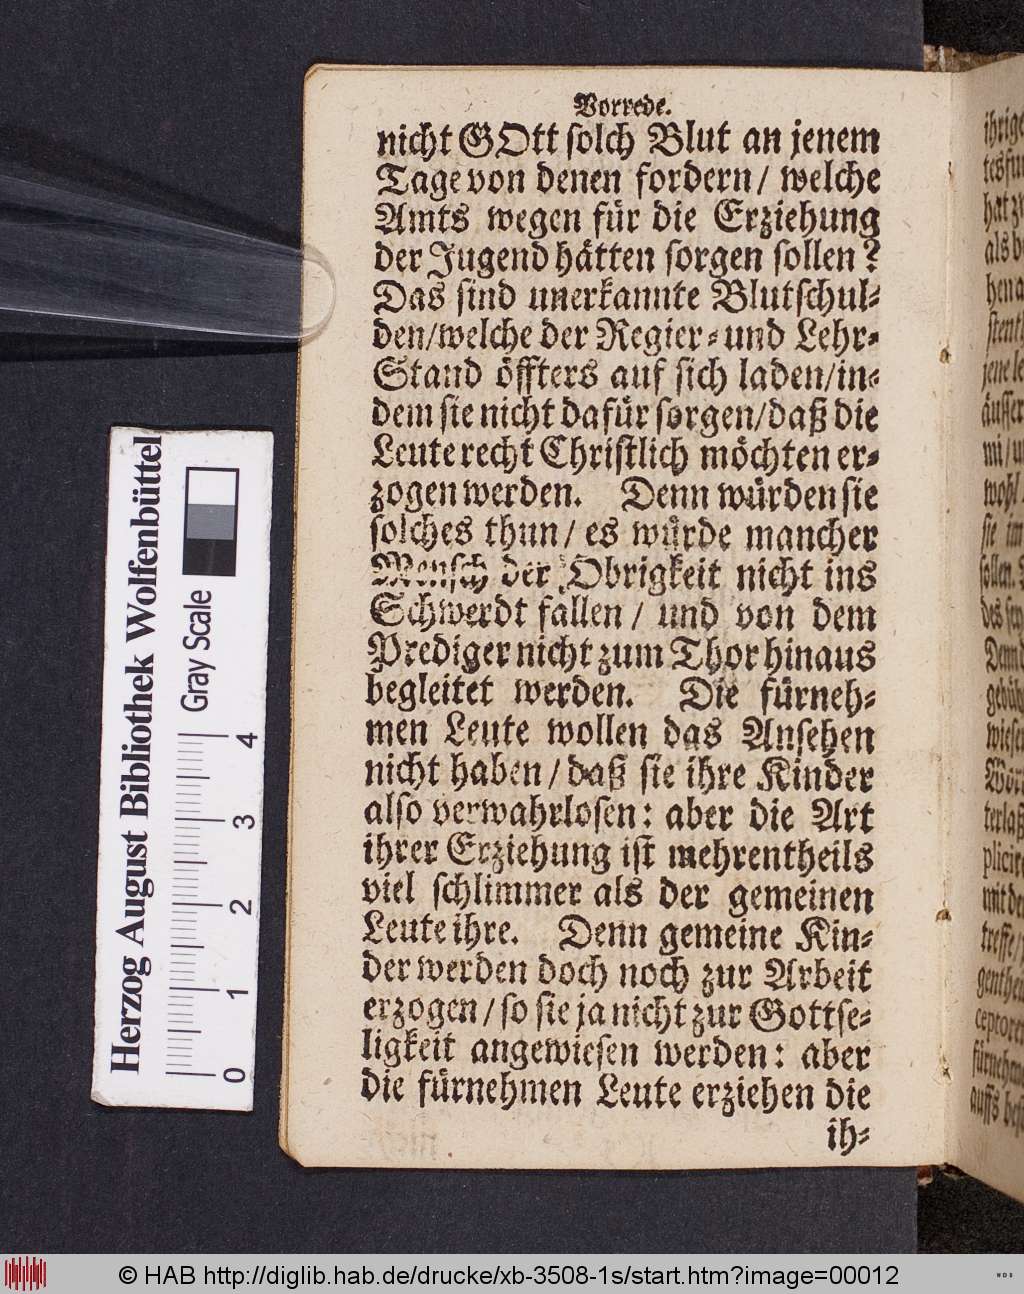 Vorrede.
nicht GOtt solch Blut an jenem
Tage von denen fordern/ welche
Amts wegen für die Erziehung
der Jugend hätten sorgen sollen?
Das sind unerkannte Blutschul-
den/welche der Regier- und Lehr-
Stand öffters auf sich laden/in-
dem sie nicht dafür sorgen/daß die
Leute recht Christlich möchten er-
zogen werden. Denn würden sie
solches thun/ es würde mancher
Mensch der Obrigkeit nicht ins
Schwerdt fallen/ und von dem
Prediger nicht zum Thor hinaus
begleitet werden. Die fürneh-
men Leute wollen das Ansehen
nicht haben/daß sie ihre Kinder
also verwahrlosen: aber die Art
ihrer Erziehung ist mehrentheils
viel schlimmer als der gemeinen
Leute ihre. Denn gemeine Kin-
der werden doch noch zur Arbeit
erzogen/so sie ja nicht zur Gottse-
ligkeit angewiesen werden: aber
die fürnehmen Leute erziehen die
ih-
Herzog August Bibliothek Wolfenbüttel
Gray Scale
0 1 2 3 4
© HAB http://diglib.hab.de/drucke/xb-3508-1s/start.htm?image=00012